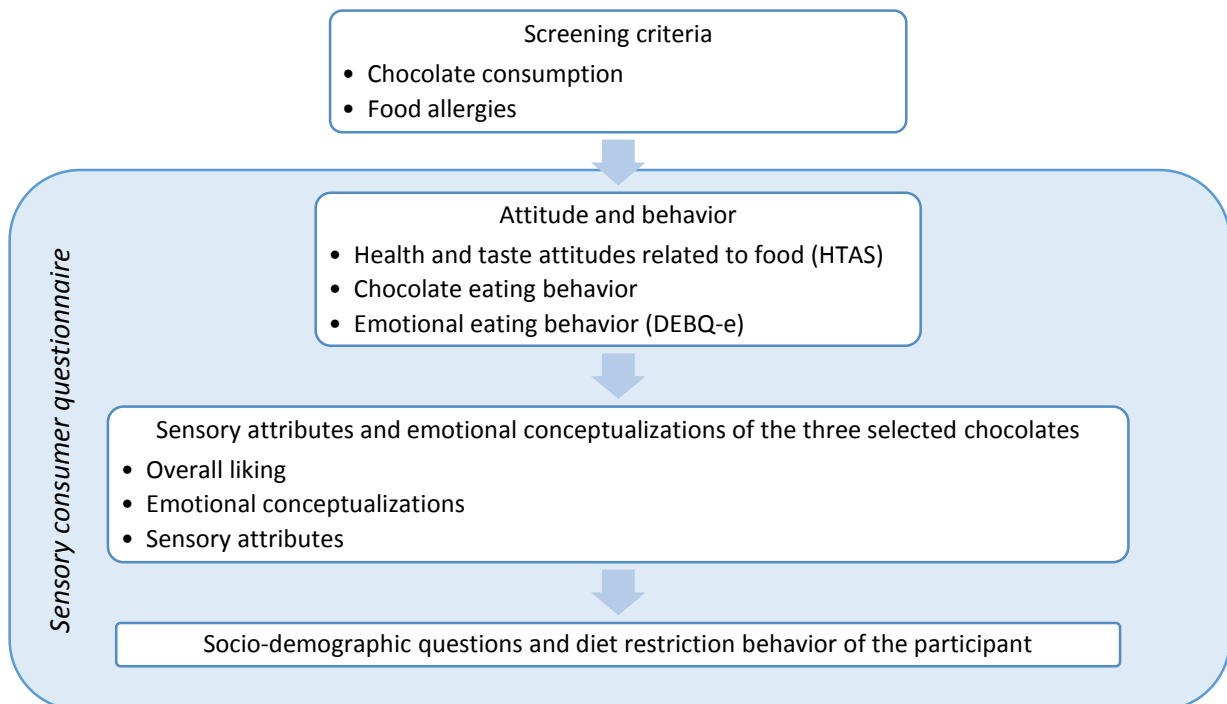 Screening criteria
• Chocolate consumption
• Food allergies
Sensory consumer questionnaire
Attitude and behavior
• Health and taste attitudes related to food (HTAS)
• Chocolate eating behavior
• Emotional eating behavior (DEBQ-e)
Sensory attributes and emotional conceptualizations of the three selected chocolates
• Overall liking
• Emotional conceptualizations
• Sensory attributes
Socio-demographic questions and diet restriction behavior of the participant